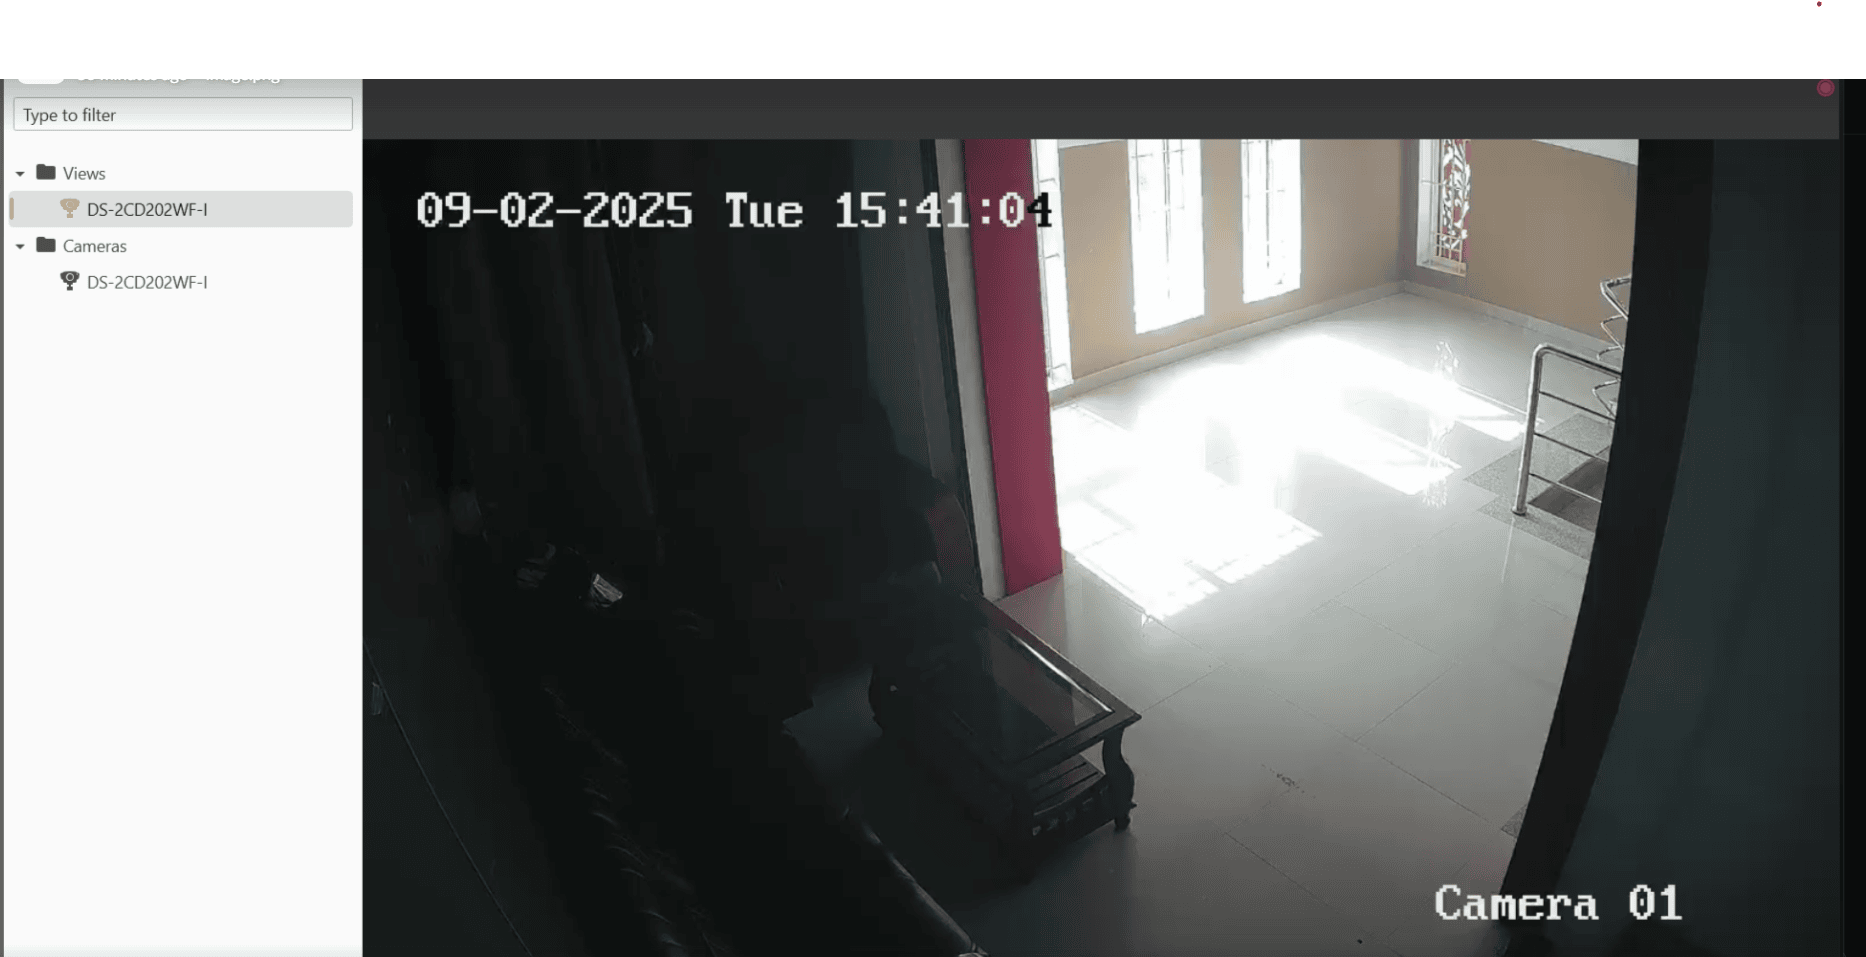 Type to filter
Views
DS-2CD202WF-I
Cameras
DS-2CD202WF-I
09-02-2025 Tue 15:41:04
Camera 01